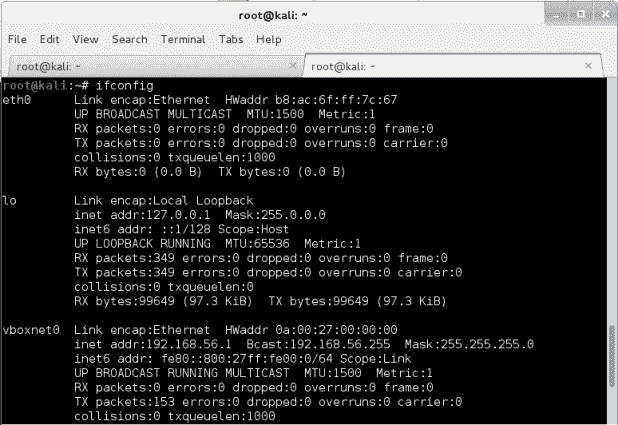 root@kali: ~
File Edit View Search Terminal Tabs Help
root@kali: ~ × root@kali: ~ ×
root@kali:~# ifconfig
eth0 Link encap:Ethernet HWaddr b8:ac:6f:ff:7c:67
UP BROADCAST MULTICAST MTU:1500 Metric:1
RX packets:0 errors:0 dropped:0 overruns:0 frame:0
TX packets:0 errors:0 dropped:0 overruns:0 carrier:0
collisions:0 txqueuelen:1000
RX bytes:0 (0.0 B) TX bytes:0 (0.0 B)
lo Link encap:Local Loopback
inet addr:127.0.0.1 Mask:255.0.0.0
inet6 addr: ::1/128 Scope:Host
UP LOOPBACK RUNNING MTU:65536 Metric:1
RX packets:349 errors:0 dropped:0 overruns:0 frame:0
TX packets:349 errors:0 dropped:0 overruns:0 carrier:0
collisions:0 txqueuelen:0
RX bytes:99649 (97.3 KiB) TX bytes:99649 (97.3 KiB)
vboxnet0 Link encap:Ethernet HWaddr 0a:00:27:00:00:00
inet addr:192.168.56.1 Bcast:192.168.56.255 Mask:255.255.255.0
inet6 addr: fe80::800:27ff:fe00:0/64 Scope:Link
UP BROADCAST RUNNING MULTICAST MTU:1500 Metric:1
RX packets:0 errors:0 dropped:0 overruns:0 frame:0
TX packets:153 errors:0 dropped:0 overruns:0 carrier:0
collisions:0 txqueuelen:1000